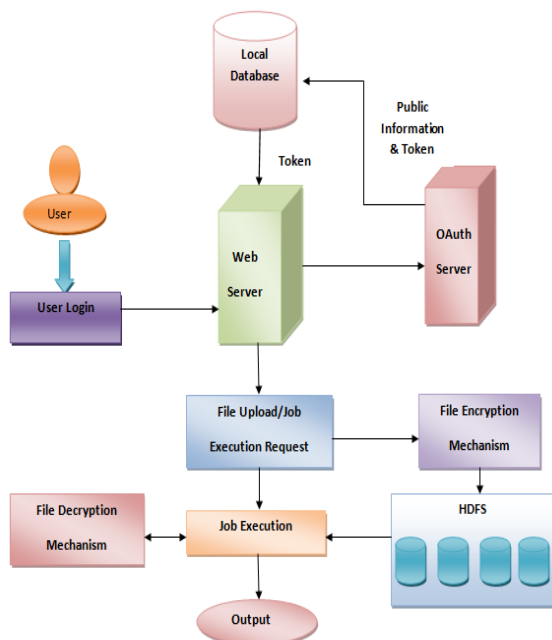 Local
Database
Public
Information
& Token
Token
User
Web
Server
OAuth
Server
User Login
File Upload/Job
Execution Request
File Encryption
Mechanism
File Decryption
Mechanism
Job Execution
HDFS
Output